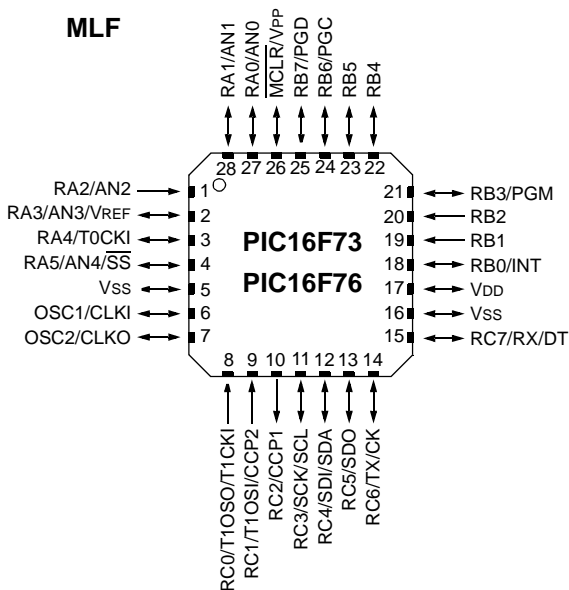 MLF
RA1/AN1
RA0/AN0
MCLR/VPP
RB7/PGD
RB6/PGC
RB5
RB4
28
27
26
25
24
23
22
RA2/AN2 1
RA3/AN3/VREF 2
RA4/T0CKI 3
RA5/AN4/SS 4
VSS 5
OSC1/CLKI 6
OSC2/CLKO 7
PIC16F73
PIC16F76
21 RB3/PGM
20 RB2
19 RB1
18 RB0/INT
17 VDD
16 VSS
15 RC7/RX/DT
8
9
10
11
12
13
14
RC0/T1OSO/T1CKI
RC1/T1OSI/CCP2
RC2/CCP1
RC3/SCK/SCL
RC4/SDI/SDA
RC5/SDO
RC6/TX/CK